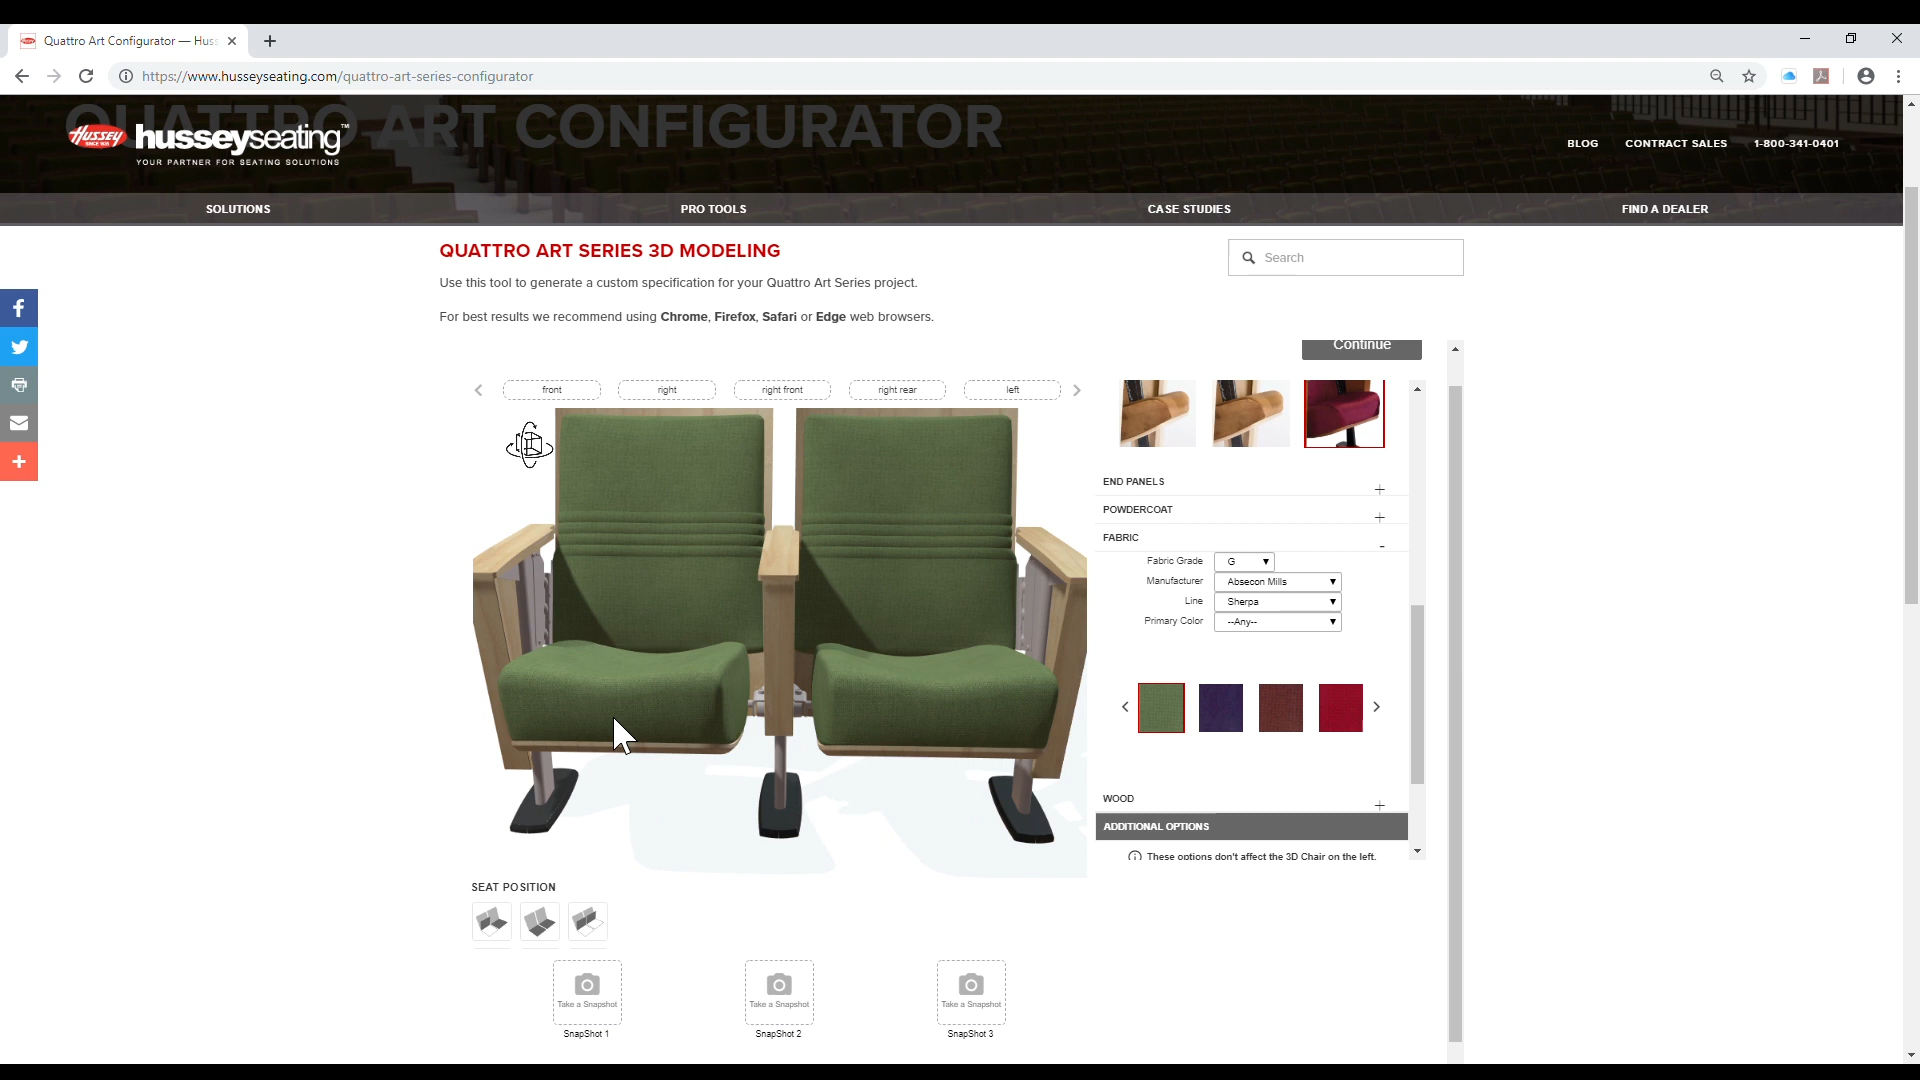 Quattro Art Configurator — Huss
https://www.husseyseating.com/quattro-art-series-configurator
QUATTRO ART CONFIGURATOR
HUSSEY
SINCE 1835
husseyseating™
YOUR PARTNER FOR SEATING SOLUTIONS
BLOG
CONTRACT SALES
1-800-341-0401
SOLUTIONS
PRO TOOLS
CASE STUDIES
FIND A DEALER
QUATTRO ART SERIES 3D MODELING
Search
Use this tool to generate a custom specification for your Quattro Art Series project.
For best results we recommend using Chrome, Firefox, Safari or Edge web browsers.
Continue
front
right
right front
right rear
left
END PANELS
POWDERCOAT
FABRIC
Fabric Grade G
Manufacturer Absecon Mills
Line Sherpa
Primary Color --Any--
WOOD
ADDITIONAL OPTIONS
These options don't affect the 3D Chair on the left.
SEAT POSITION
Take a Snapshot
Take a Snapshot
Take a Snapshot
SnapShot 1
SnapShot 2
SnapShot 3